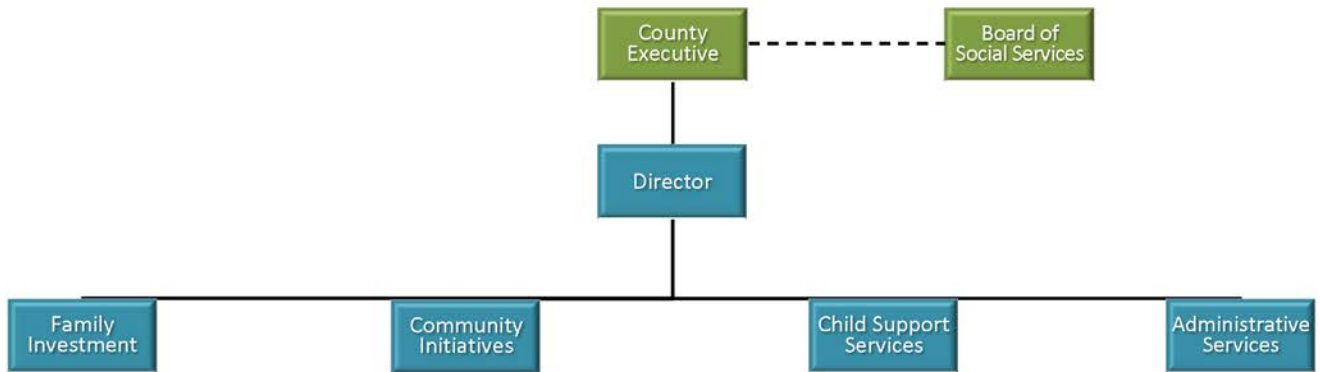 County
Executive
Board of
Social Services
Director
Family
Investment
Community
Initiatives
Child Support
Services
Administrative
Services